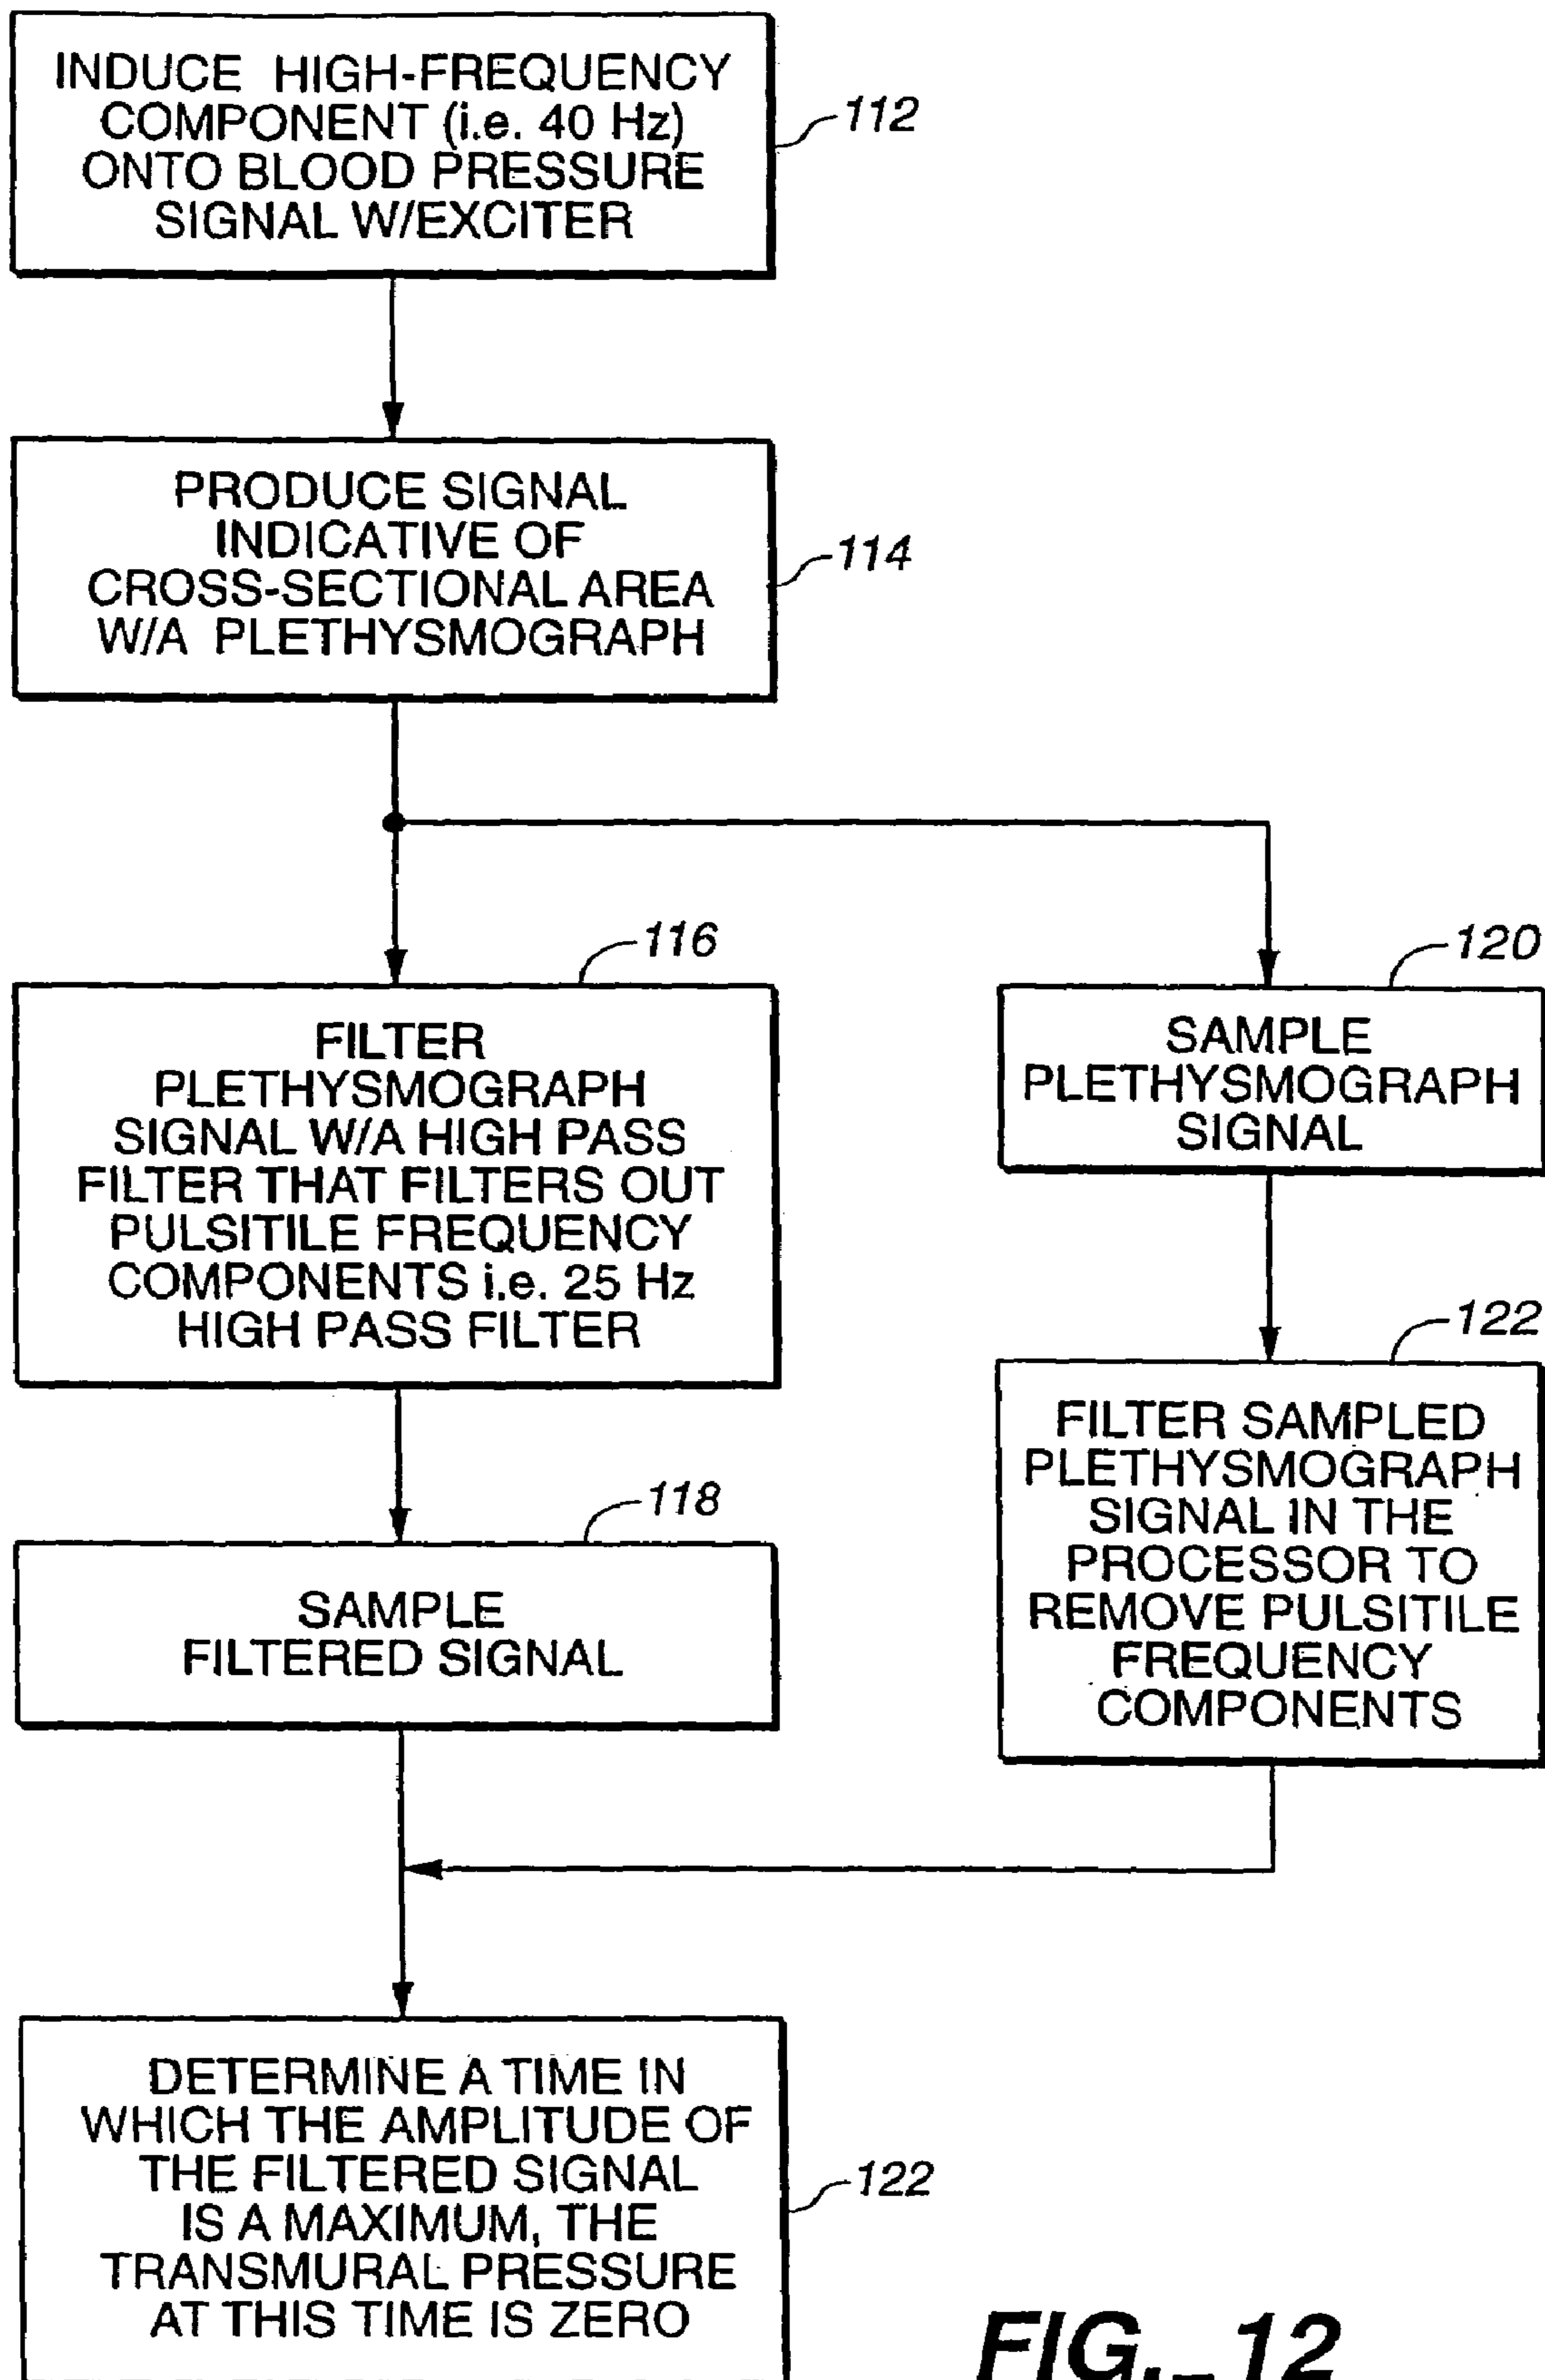 INDUCE HIGH-FREQUENCY
COMPONENT (i.e. 40 Hz)
ONTO BLOOD PRESSURE
SIGNAL W/EXCITER
112
PRODUCE SIGNAL
INDICATIVE OF
CROSS-SECTIONAL AREA
W/A PLETHYSMOGRAPH
114
116
FILTER
PLETHYSMOGRAPH
SIGNAL W/A HIGH PASS
FILTER THAT FILTERS OUT
PULSITILE FREQUENCY
COMPONENTS i.e. 25 Hz
HIGH PASS FILTER
118
SAMPLE
FILTERED SIGNAL
120
SAMPLE
PLETHYSMOGRAPH
SIGNAL
122
FILTER SAMPLED
PLETHYSMOGRAPH
SIGNAL IN THE
PROCESSOR TO
REMOVE PULSITILE
FREQUENCY
COMPONENTS
DETERMINE A TIME IN
WHICH THE AMPLITUDE OF
THE FILTERED SIGNAL
IS A MAXIMUM, THE
TRANSMURAL PRESSURE
AT THIS TIME IS ZERO
122
FIG._12